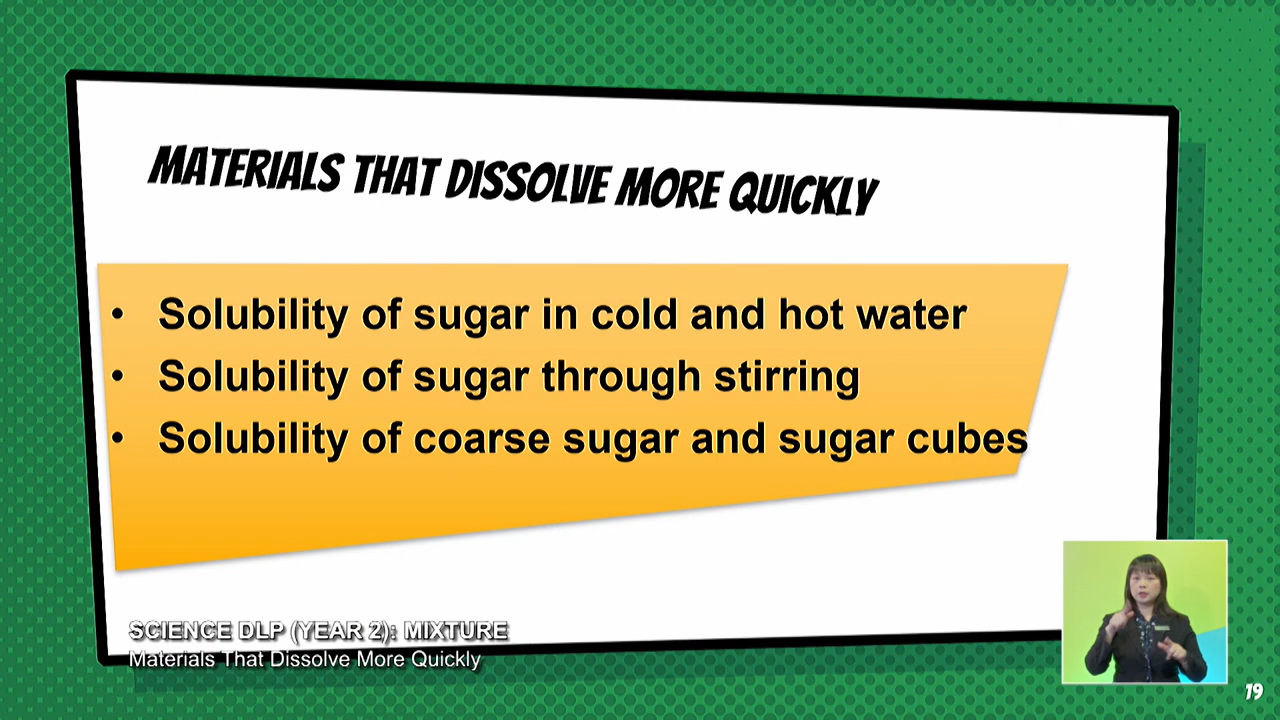 MATERIALS THAT DISSOLVE MORE QUICKLY
• Solubility of sugar in cold and hot water
• Solubility of sugar through stirring
• Solubility of coarse sugar and sugar cubes
SCIENCE DLP (YEAR 2): MIXTURE
Materials That Dissolve More Quickly
19